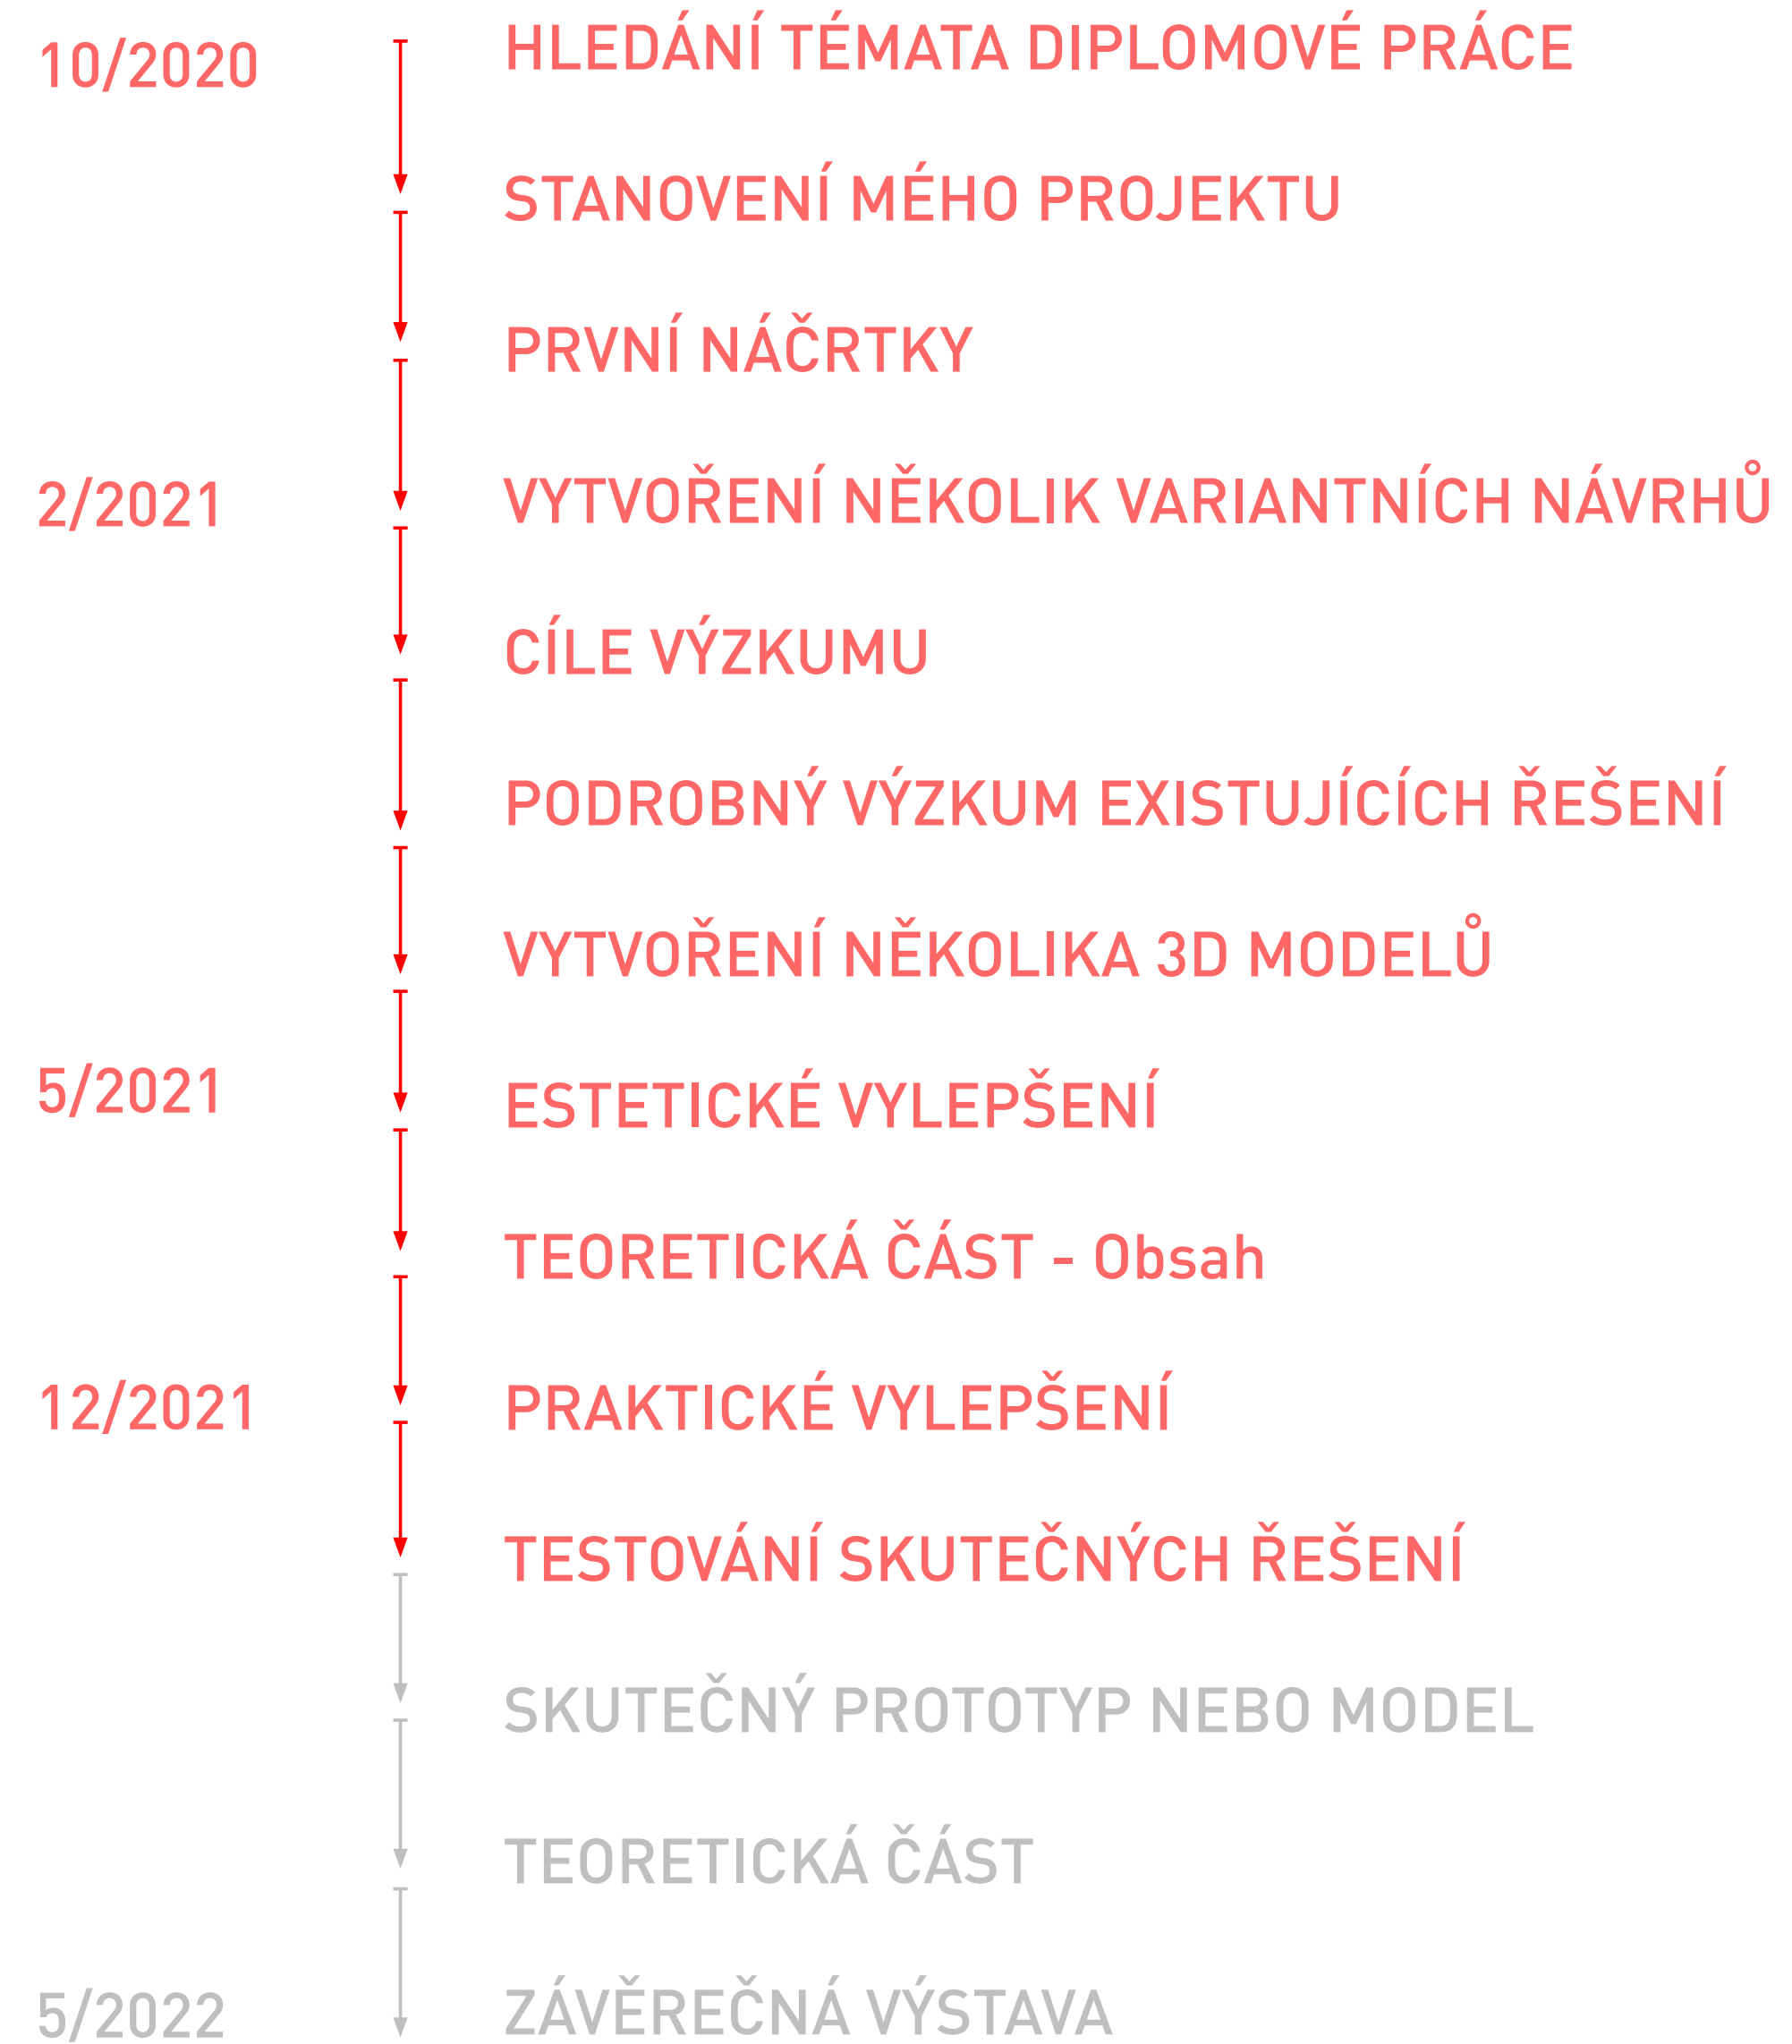 10/2020 HLEDÁNÍ TÉMATA DIPLOMOVÉ PRÁCE
STANOVENÍ MÉHO PROJEKTU
PRVNÍ NÁČRTKY
2/2021 VYTVOŘENÍ NĚKOLIK VARIANTNÍCH NÁVRHŮ
CÍLE VÝZKUMU
PODROBNÝ VÝZKUM EXISTUJÍCÍCH ŘEŠENÍ
VYTVOŘENÍ NĚKOLIKA 3D MODELŮ
5/2021 ESTETICKÉ VYLEPŠENÍ
TEORETICKÁ ČÁST - Obsah
12/2021 PRAKTICKÉ VYLEPŠENÍ
TESTOVÁNÍ SKUTEČNÝCH ŘEŠENÍ
SKUTEČNÝ PROTOTYP NEBO MODEL
TEORETICKÁ ČÁST
5/2022 ZÁVĚREČNÁ VÝSTAVA